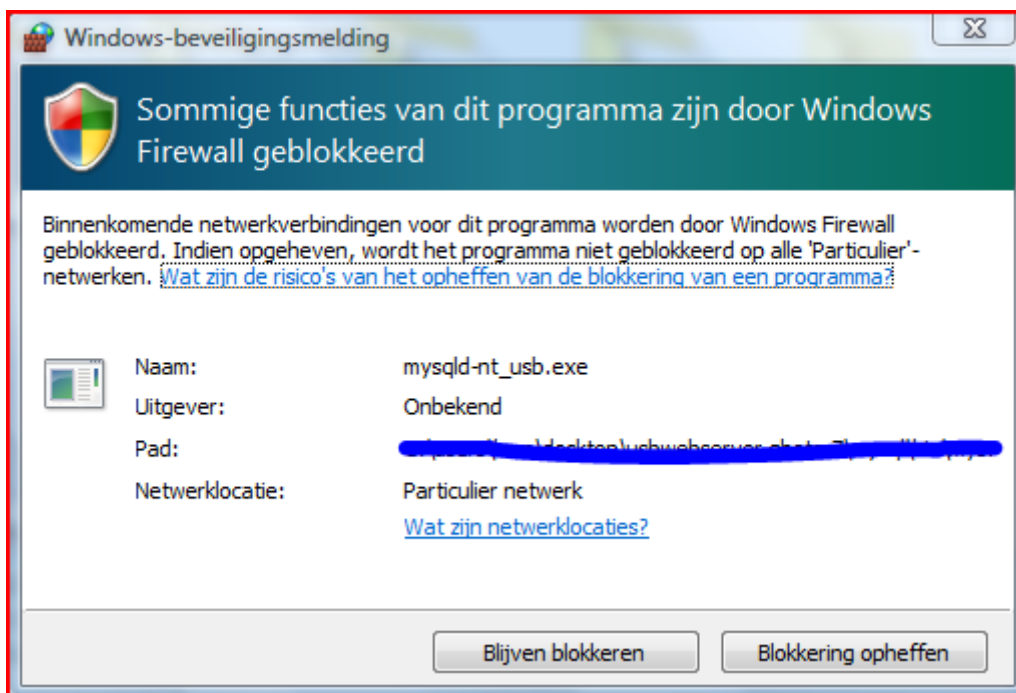 Windows-beveiligingsmelding
Sommige functies van dit programma zijn door Windows
Firewall geblokkeerd
Binnenkomende netwerkverbindingen voor dit programma worden door Windows Firewall
geblokkeerd. Indien opgeheven, wordt het programma niet geblokkeerd op alle 'Particulier'-
netwerken. Wat zijn de risico's van het opheffen van de blokkering van een programma?
Naam: mysqld-nt_usb.exe
Uitgever: Onbekend
Pad:
Netwerklocatie: Particulier netwerk
Wat zijn netwerklocaties?
Blijven blokkeren Blokkering opheffen